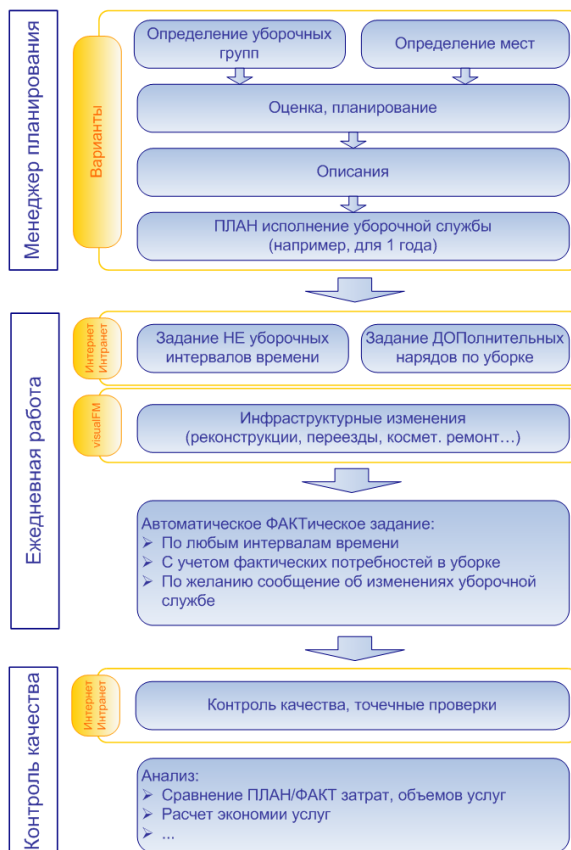 Менеджер планирования
Варианты
Определение уборочных
групп
Определение мест
Оценка, планирование
Описания
ПЛАН исполнение уборочной службы
(например, для 1 года)
Ежедневная работа
Интернет
Интранет
Задание НЕ уборочных
интервалов времени
Задание ДОПолнительных
нарядов по уборке
visualFM
Инфраструктурные изменения
(реконструкции, переезды, космет. ремонт...)
Автоматическое ФАКТическое задание:
➢ По любым интервалам времени
➢ С учетом фактических потребностей в уборке
➢ По желанию сообщение об изменениях уборочной
службе
Контроль качества
Интернет
Интранет
Контроль качества, точечные проверки
Анализ:
➢ Сравнение ПЛАН/ФАКТ затрат, объемов услуг
➢ Расчет экономии услуг
➢ ...